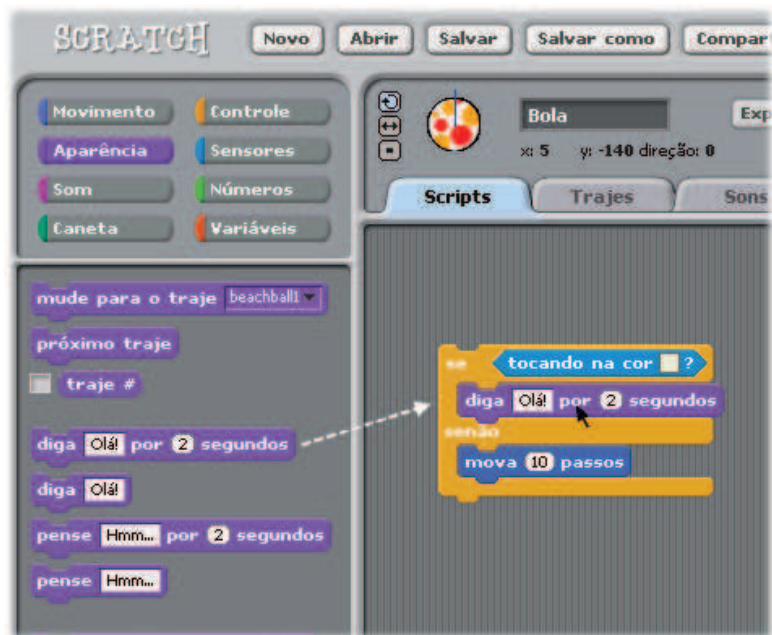 SCRATCH
Novo Abrir Salvar Salvar como Compart
Movimento Controle
Aparência Sensores
Som Números
Caneta Variáveis
Bola
Exp
x: 5 y: -140 direção: 0
Scripts Trajes Sons
mude para o traje beachball1
próximo traje
traje #
diga Olá! por 2 segundos
diga Olá!
pense Hmm... por 2 segundos
pense Hmm...
se tocando na cor ?
diga Olá! por 2 segundos
senão
mova 10 passos